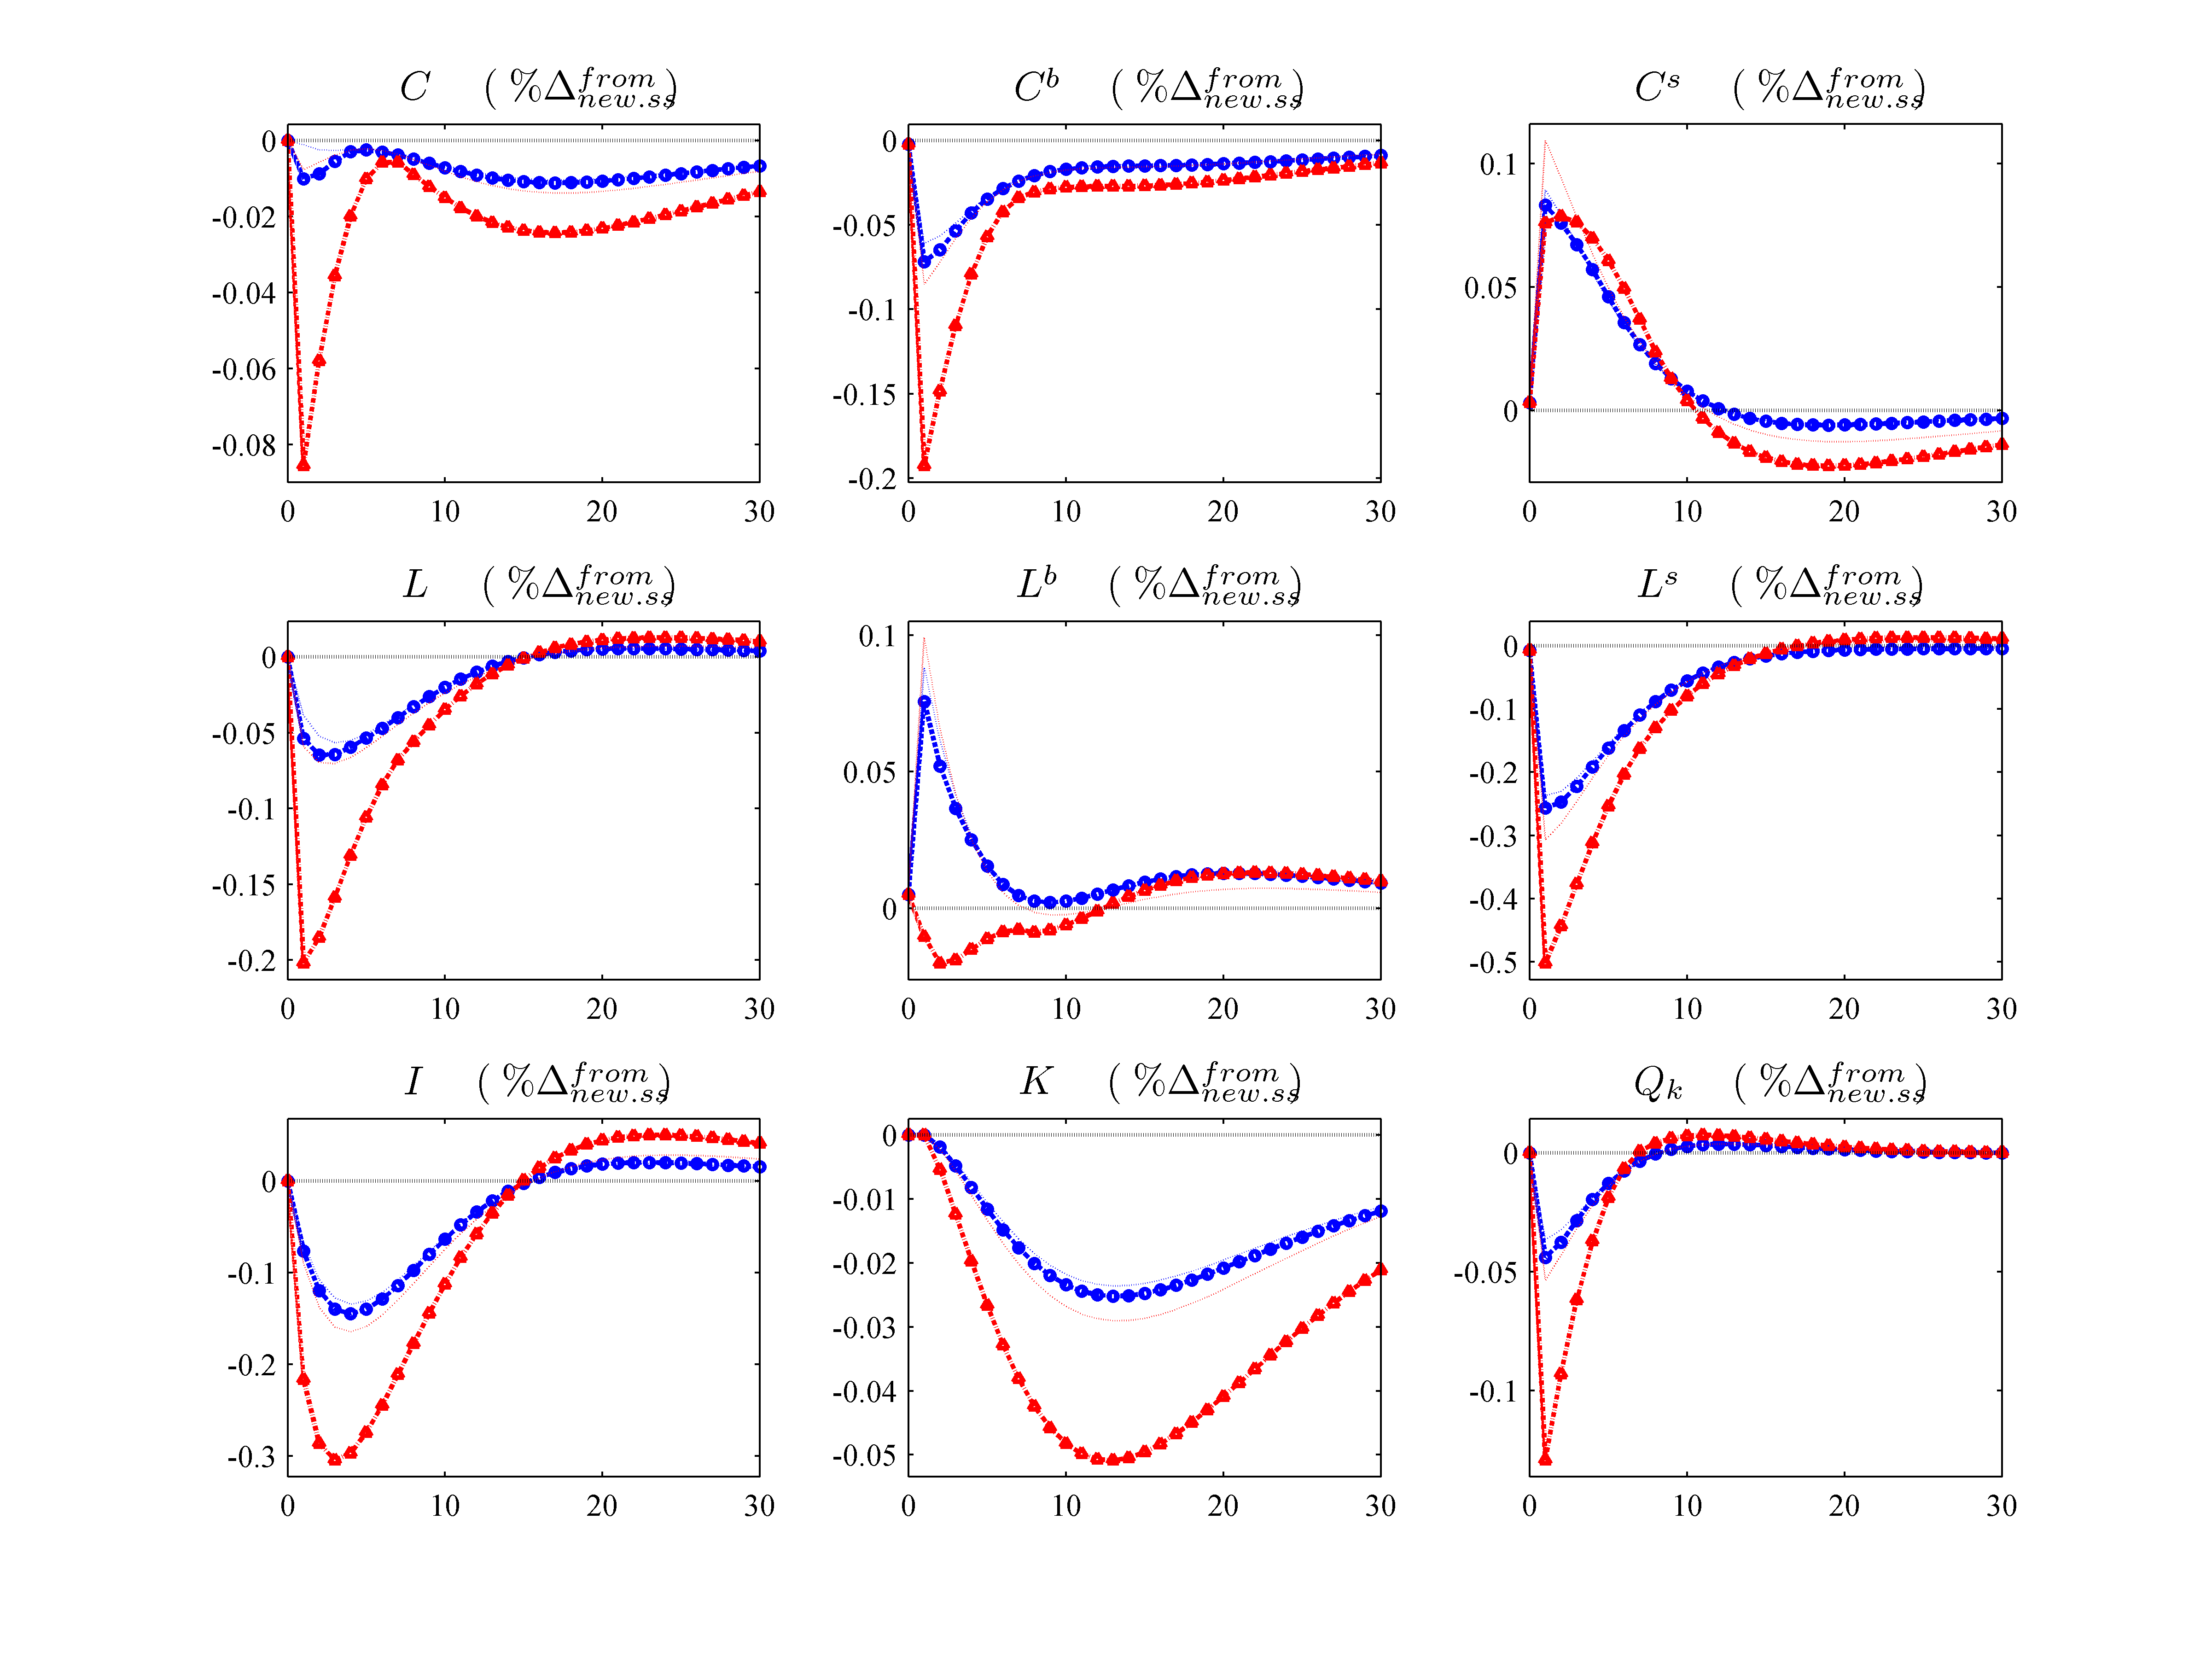 C ( %Δ^{from}_{new.ss})
C^b ( %Δ^{from}_{new.ss})
C^s ( %Δ^{from}_{new.ss})
0
-0.02
-0.04
-0.06
-0.08
0 10 20 30
0
-0.05
-0.1
-0.15
-0.2
0 10 20 30
0.1
0.05
0
0 10 20 30
L ( %Δ^{from}_{new.ss})
L^b ( %Δ^{from}_{new.ss})
L^s ( %Δ^{from}_{new.ss})
0
-0.05
-0.1
-0.15
-0.2
0 10 20 30
0.1
0.05
0
0 10 20 30
0
-0.1
-0.2
-0.3
-0.4
-0.5
0 10 20 30
I ( %Δ^{from}_{new.ss})
K ( %Δ^{from}_{new.ss})
Q_k ( %Δ^{from}_{new.ss})
0
-0.1
-0.2
-0.3
0 10 20 30
0
-0.01
-0.02
-0.03
-0.04
-0.05
0 10 20 30
0
-0.05
-0.1
0 10 20 30